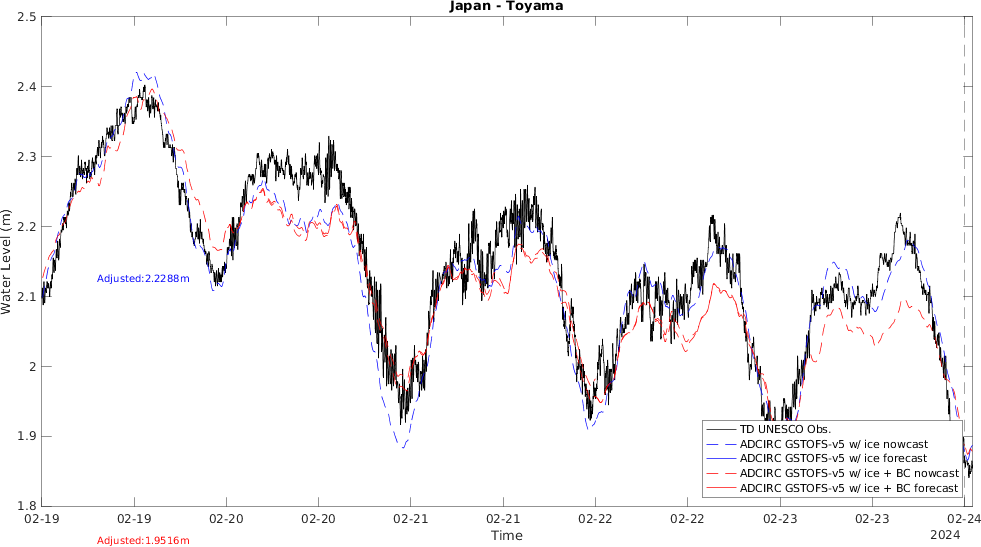 Japan - Toyama
2.5
2.4
2.3
2.2
2.1
2
1.9
1.8
Water Level (m)
Adjusted:2.2288m
TD UNESCO Obs.
ADCIRC GSTOFS-v5 w/ ice nowcast
ADCIRC GSTOFS-v5 w/ ice forecast
ADCIRC GSTOFS-v5 w/ ice + BC nowcast
ADCIRC GSTOFS-v5 w/ ice + BC forecast
02-19 02-19 02-20 02-20 02-21 02-21 02-22 02-22 02-23 02-23 02-24
Time
2024
Adjusted:1.9516m